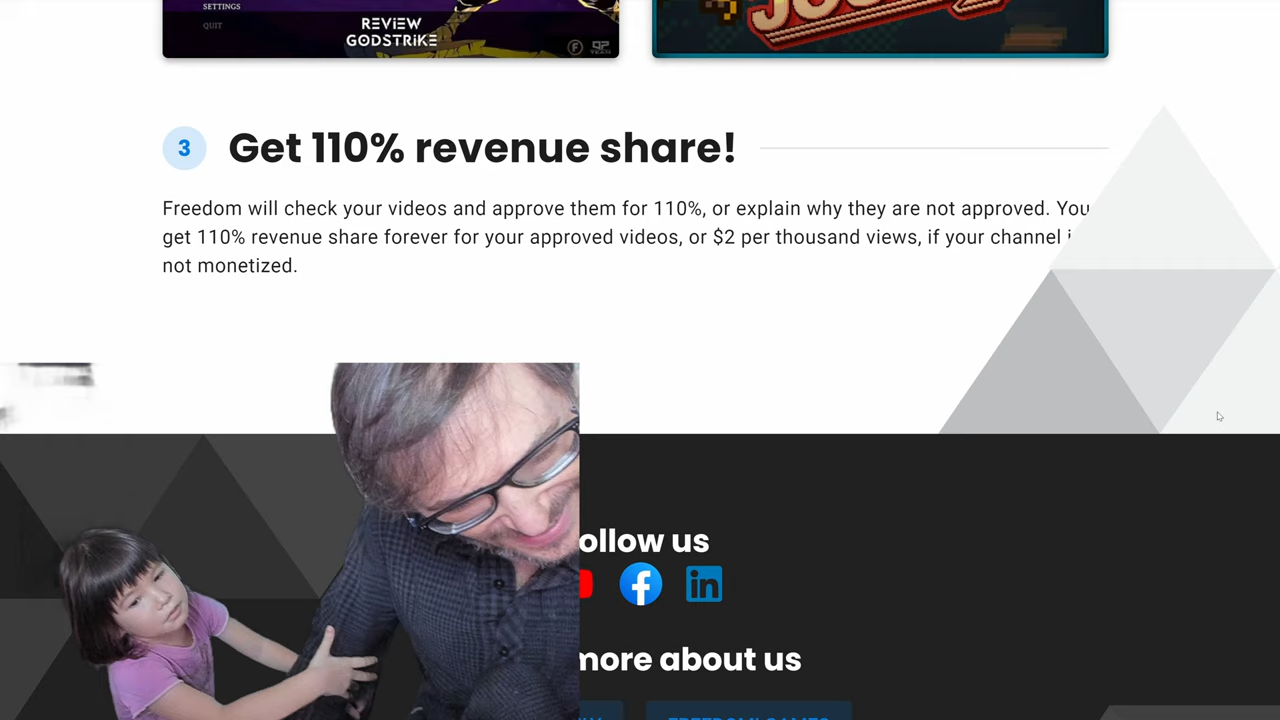 SETTINGS
QUIT
REVIEW
GODSTRIKE
3
Get 110% revenue share!
Freedom will check your videos and approve them for 110%, or explain why they are not approved. You
get 110% revenue share forever for your approved videos, or $2 per thousand views, if your channel i
not monetized.
ollow us
f
in
more about us